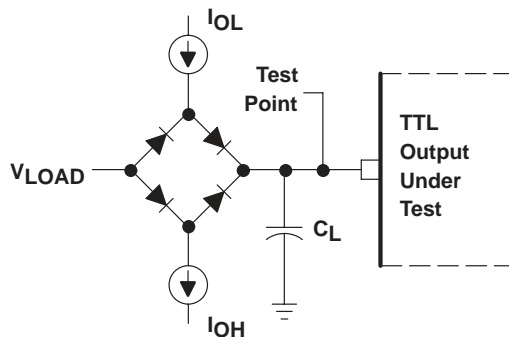 IOL
Test
Point
TTL
Output
Under
Test
VLOAD
CL
IOH